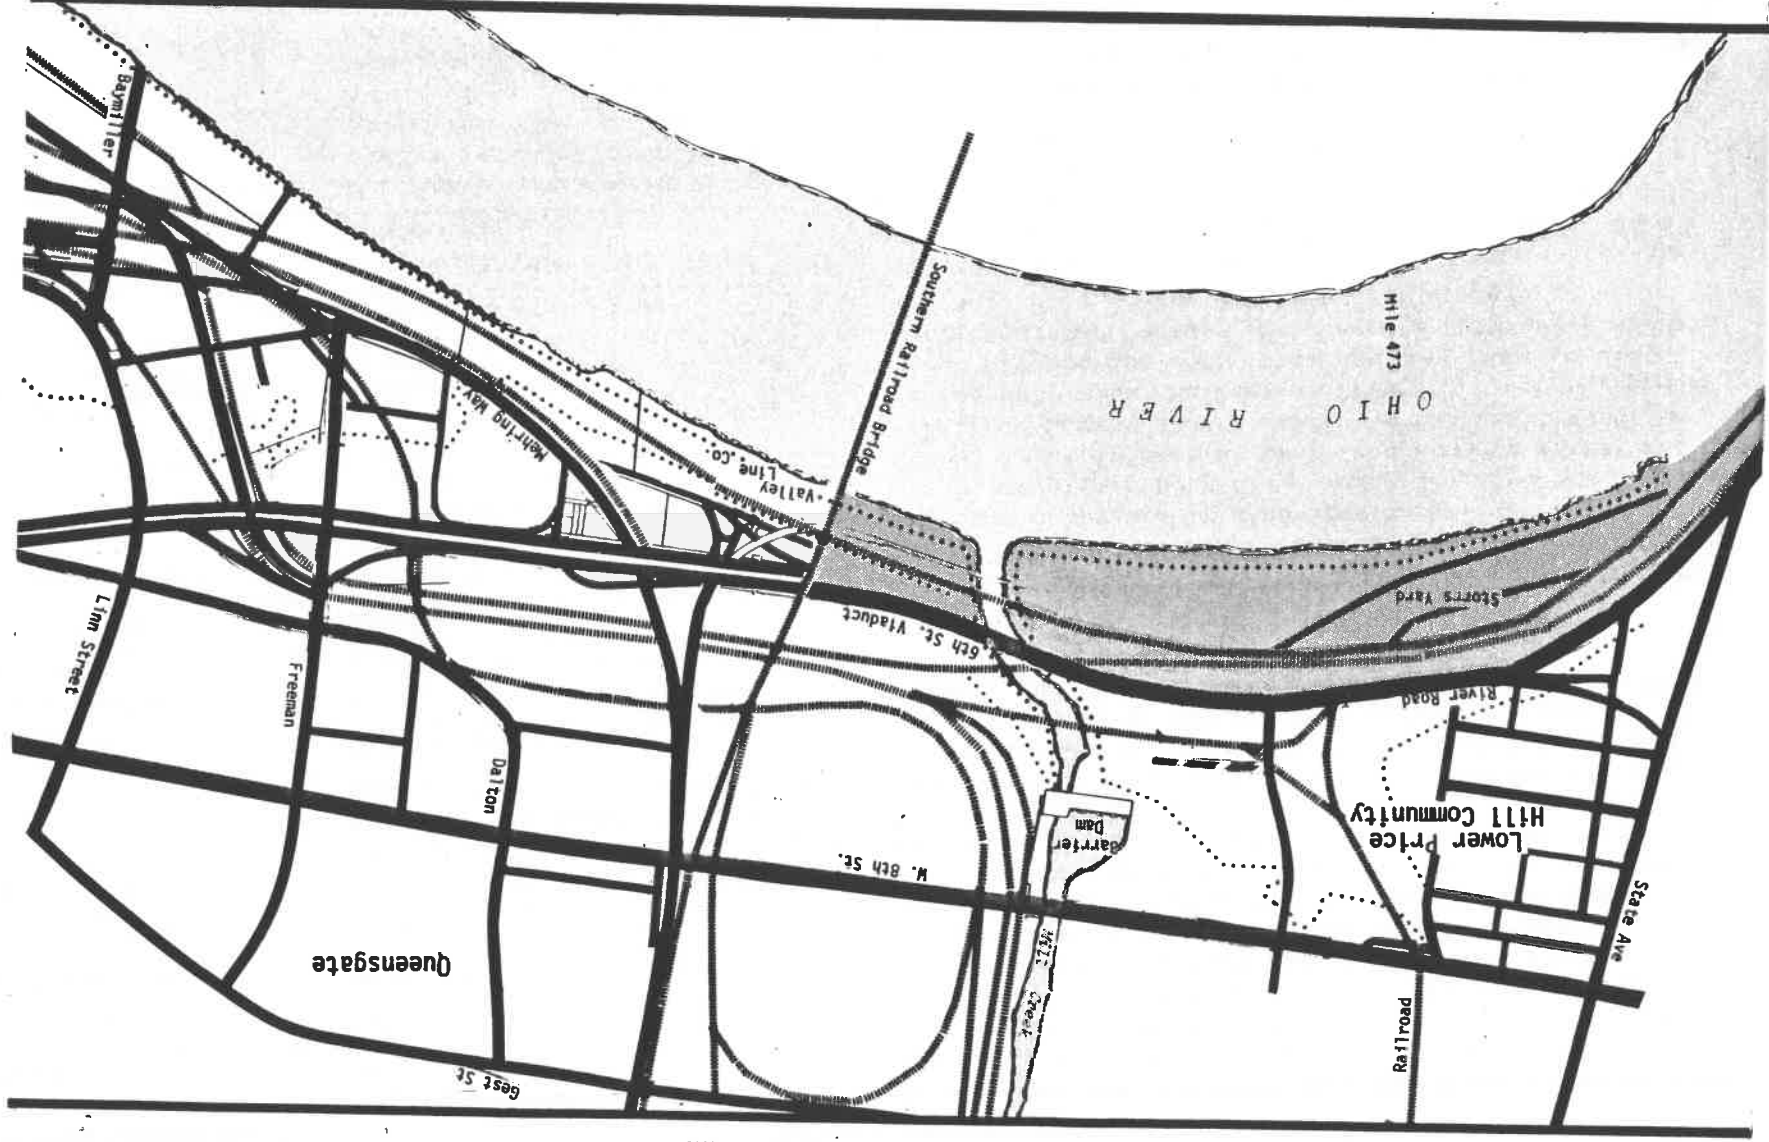 Baymiller
Southern Railroad Bridge
Mile 473
OHIO RIVER
Mehring Way
Valley
Line Co.
Storrs Yard
6th St. Viaduct
River Road
Linn Street
Freeman
Dalton
Lower Price
Hill Community
Barrier
Dam
W. 8th St.
State Ave
Queensgate
Mill Creek
Railroad
Gest St